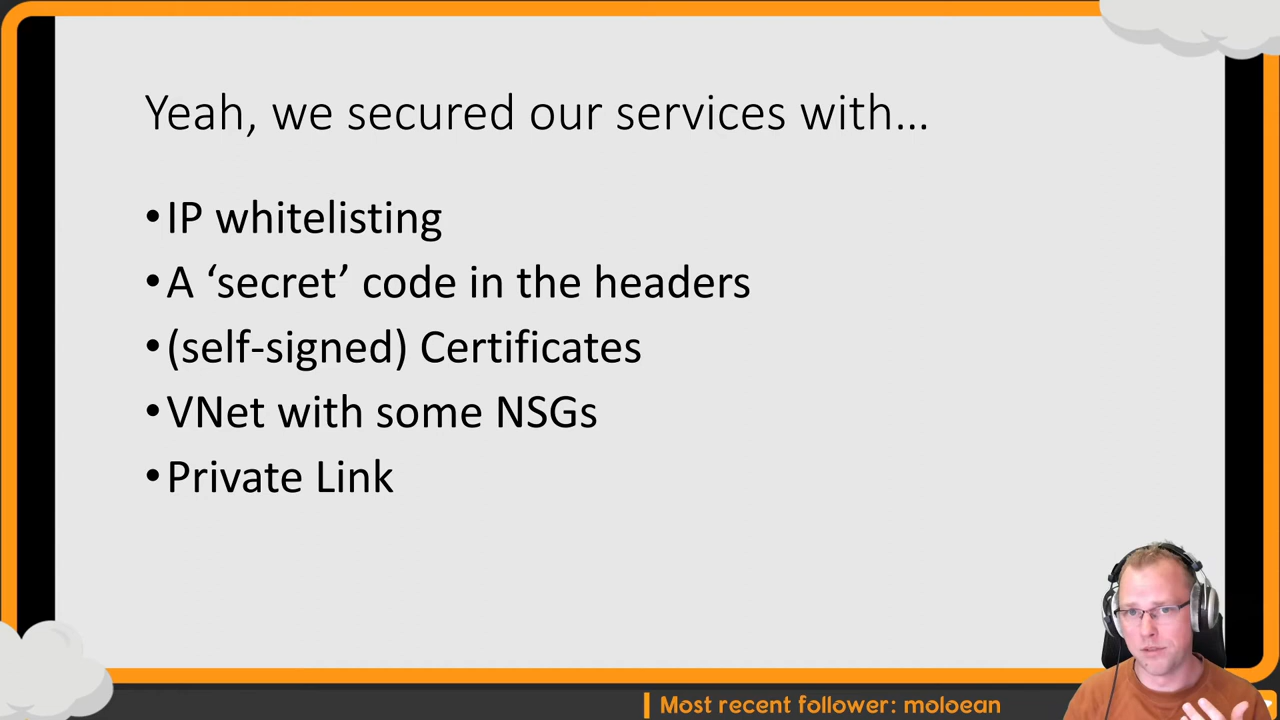 Yeah, we secured our services with...
•IP whitelisting
•A ‘secret’ code in the headers
•(self-signed) Certificates
•VNet with some NSGs
•Private Link
Most recent follower: moloean